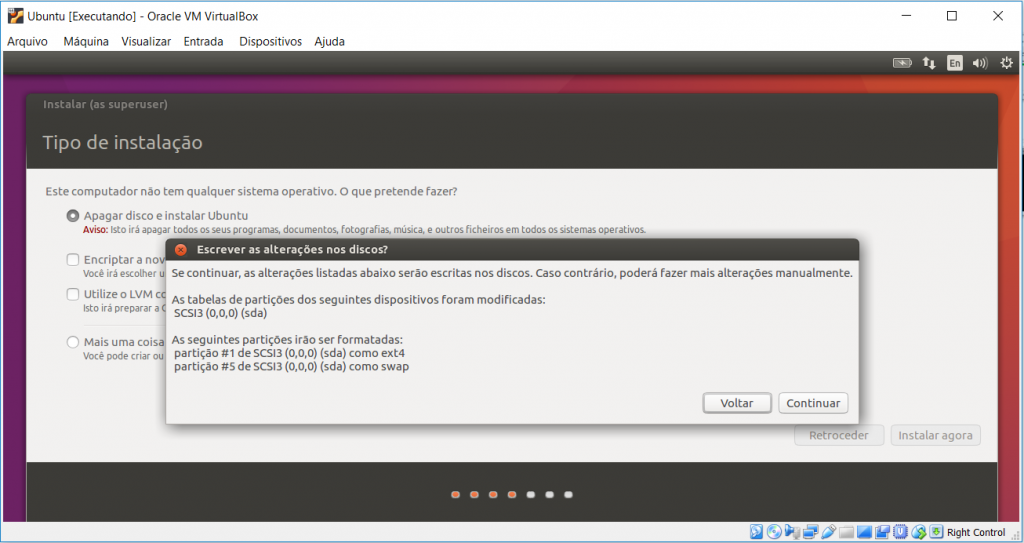 Ubuntu [Executando] - Oracle VM VirtualBox
Arquivo Máquina Visualizar Entrada Dispositivos Ajuda
En
Instalar (as superuser)
Tipo de instalação
Este computador não tem qualquer sistema operativo. O que pretende fazer?
Apagar disco e instalar Ubuntu
Aviso: Isto irá apagar todos os seus programas, documentos, fotografias, música, e outros ficheiros em todos os sistemas operativos.
Encriptar a nov
Você irá escolher u
Utilize o LVM co
Isto irá preparar a
Mais uma coisa
Você pode criar ou
Escrever as alterações nos discos?
Se continuar, as alterações listadas abaixo serão escritas nos discos. Caso contrário, poderá fazer mais alterações manualmente.
As tabelas de partições dos seguintes dispositivos foram modificadas:
SCSI3 (0,0,0) (sda)
As seguintes partições irão ser formatadas:
partição #1 de SCSI3 (0,0,0) (sda) como ext4
partição #5 de SCSI3 (0,0,0) (sda) como swap
Voltar Continuar
Retroceder Instalar agora
Right Control